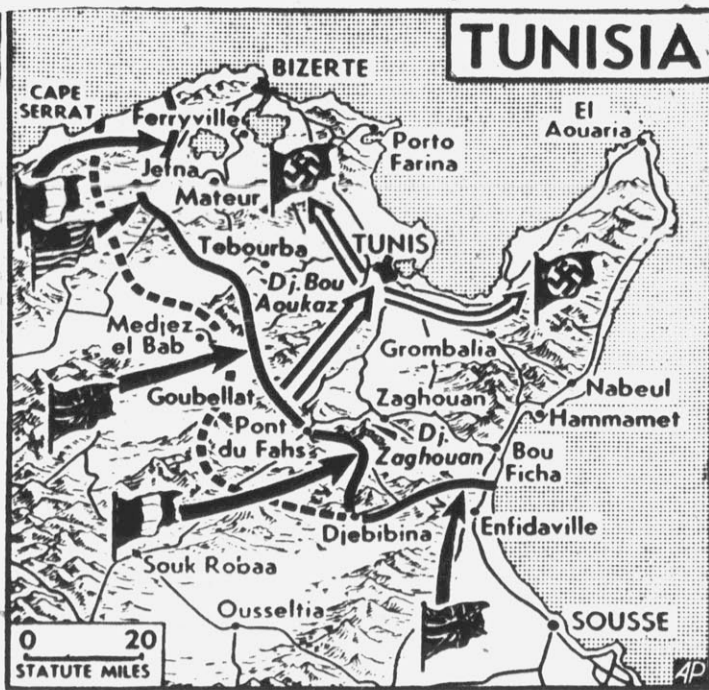 TUNISIA
BIZERTE
CAPE
SERRAT
Ferryville
El
Aouaria
Porto
Farina
Jefna
Mateur
Tebourba
TUNIS
Dj. Bou
Aoukaz
Medjez
el Bab
Grombalia
Goubellat
Zaghouan
Nabeul
Hammamet
Pont
du Fahs
Dj.
Zaghouan
Bou
Ficha
Djebibina
Enfidaville
Souk Robaa
Ousseltia
SOUSSE
0 20
STATUTE MILES
AP